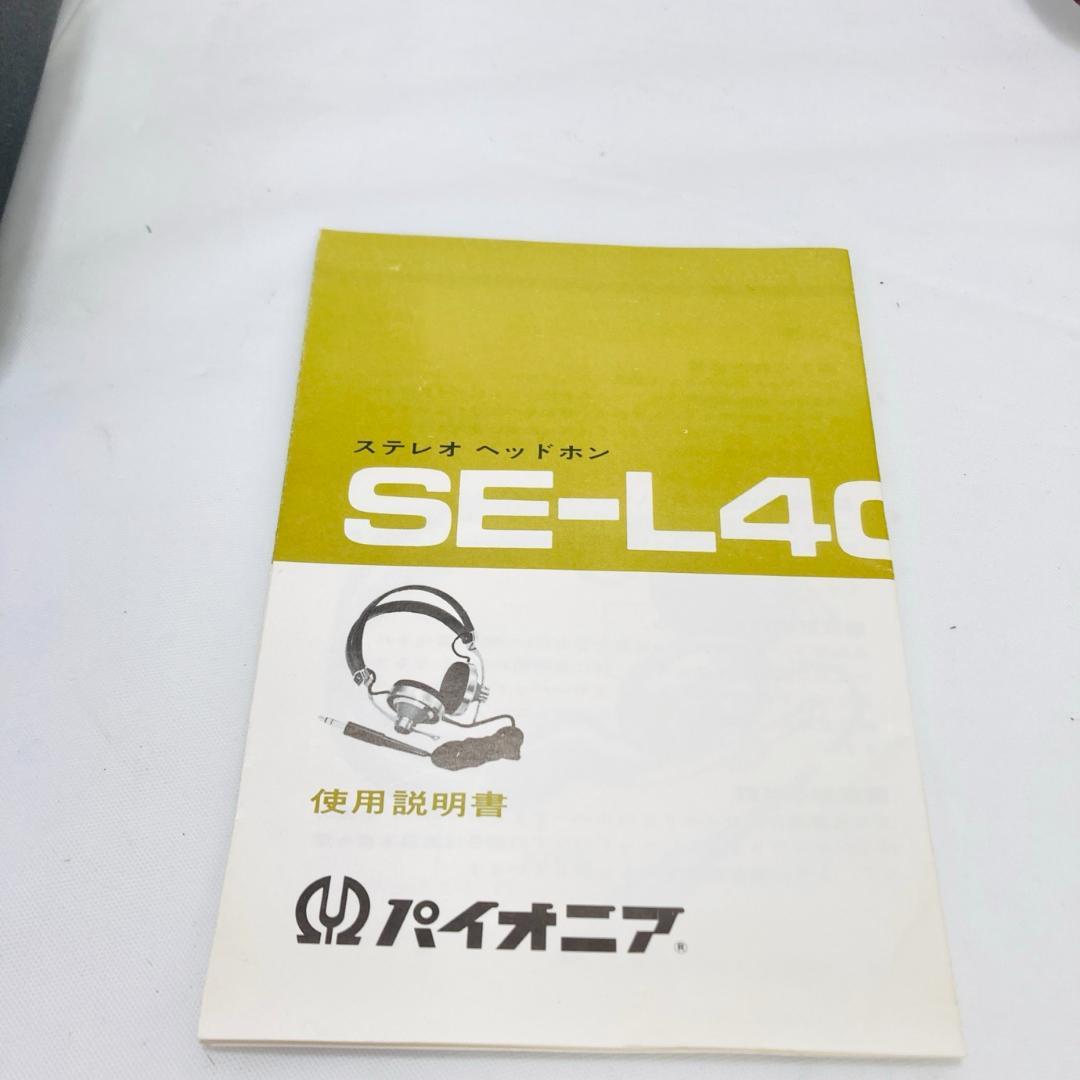 ステレオ ヘッドホン
SE-L40
使用説明書
パイオニア®